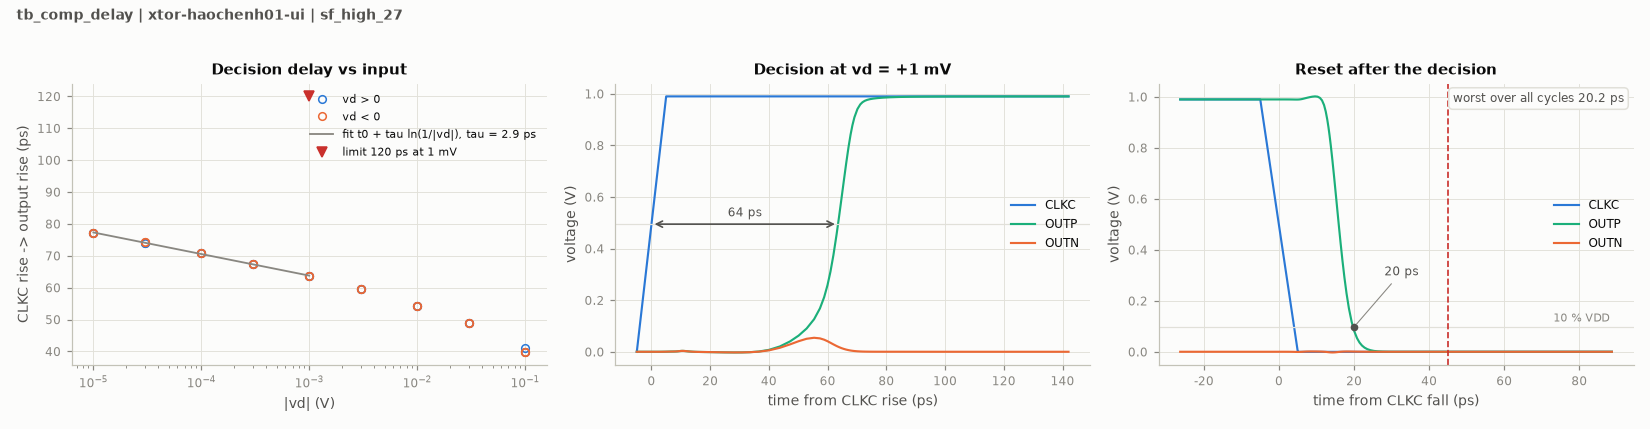 tb_comp_delay | xtor-haochenh01-ui | sf_high_27
Decision delay vs input
CLKC rise -> output rise (ps)
120
110
100
90
80
70
60
50
40
vd > 0
vd < 0
fit t0 + tau ln(1/|vd|), tau = 2.9 ps
limit 120 ps at 1 mV
10⁻⁵
10⁻⁴
10⁻³
10⁻²
10⁻¹
|vd| (V)
Decision at vd = +1 mV
voltage (V)
1.0
0.8
0.6
0.4
0.2
0.0
64 ps
CLKC
OUTP
OUTN
0
20
40
60
80
100
120
140
time from CLKC rise (ps)
Reset after the decision
voltage (V)
1.0
0.8
0.6
0.4
0.2
0.0
worst over all cycles 20.2 ps
CLKC
OUTP
OUTN
20 ps
10 % VDD
-20
0
20
40
60
80
time from CLKC fall (ps)